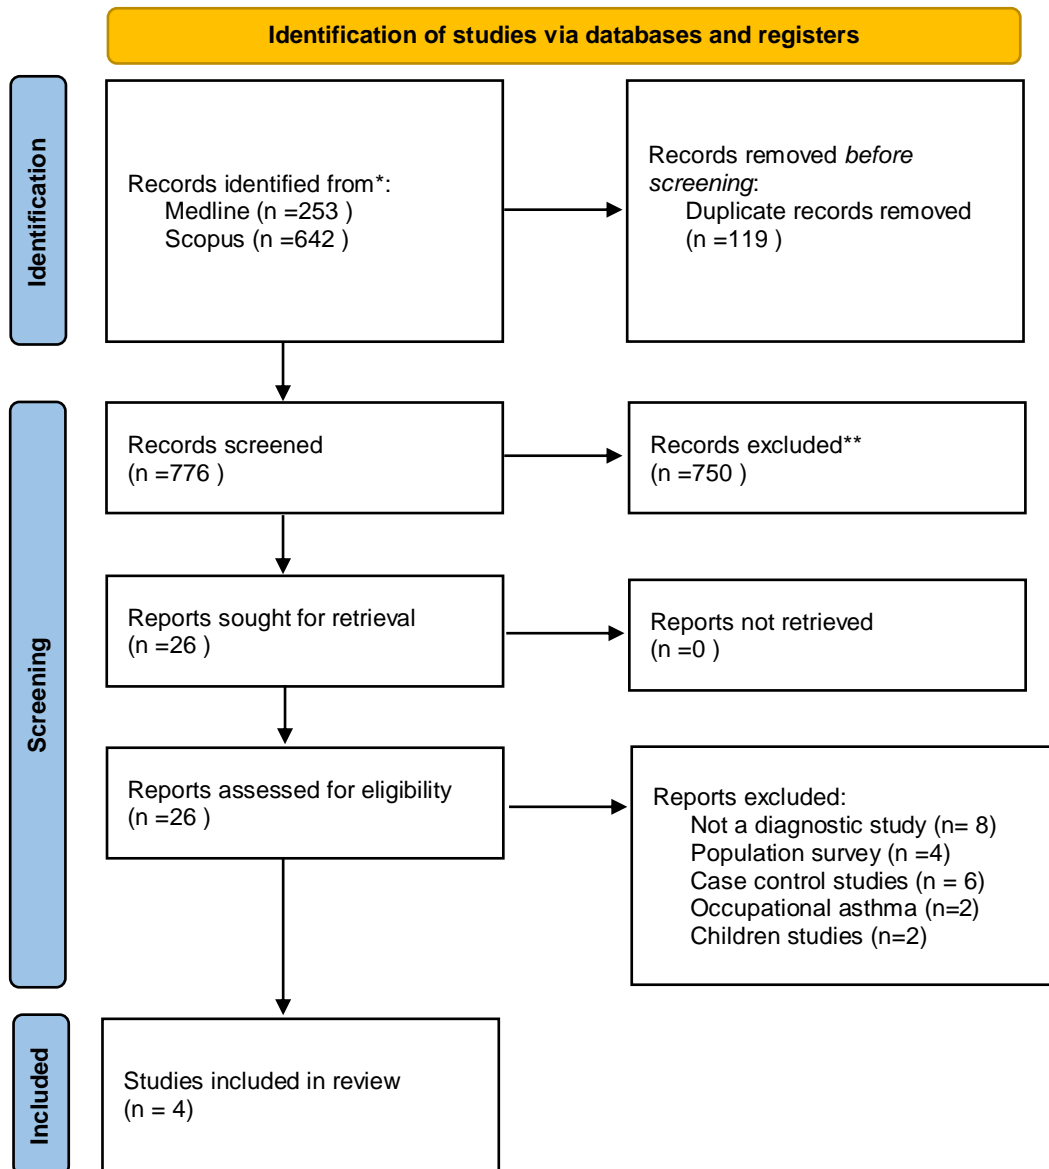 Identification of studies via databases and registers
Identification
Records identified from*:
Medline (n =253 )
Scopus (n =642 )
Records removed before
screening:
Duplicate records removed
(n =119 )
Screening
Records screened
(n =776 )
Records excluded**
(n =750 )
Reports sought for retrieval
(n =26 )
Reports not retrieved
(n =0 )
Reports assessed for eligibility
(n =26 )
Reports excluded:
Not a diagnostic study (n= 8)
Population survey (n =4)
Case control studies (n = 6)
Occupational asthma (n=2)
Children studies (n=2)
Included
Studies included in review
(n = 4)